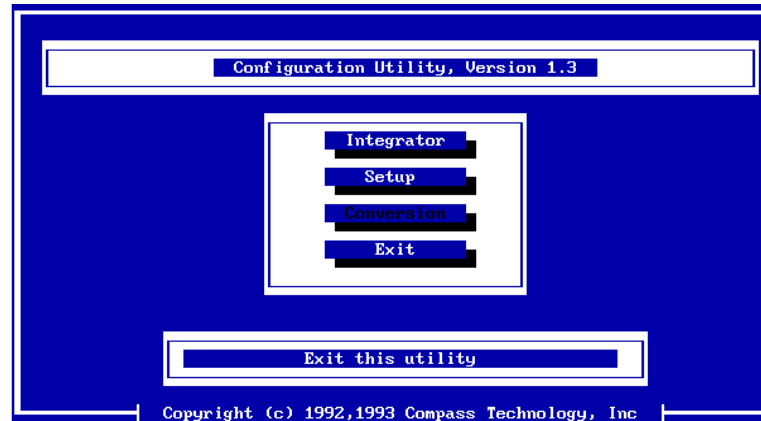 Configuration Utility, Version 1.3
Integrator
Setup
Conversion
Exit
Exit this utility
Copyright (c) 1992,1993 Compass Technology, Inc